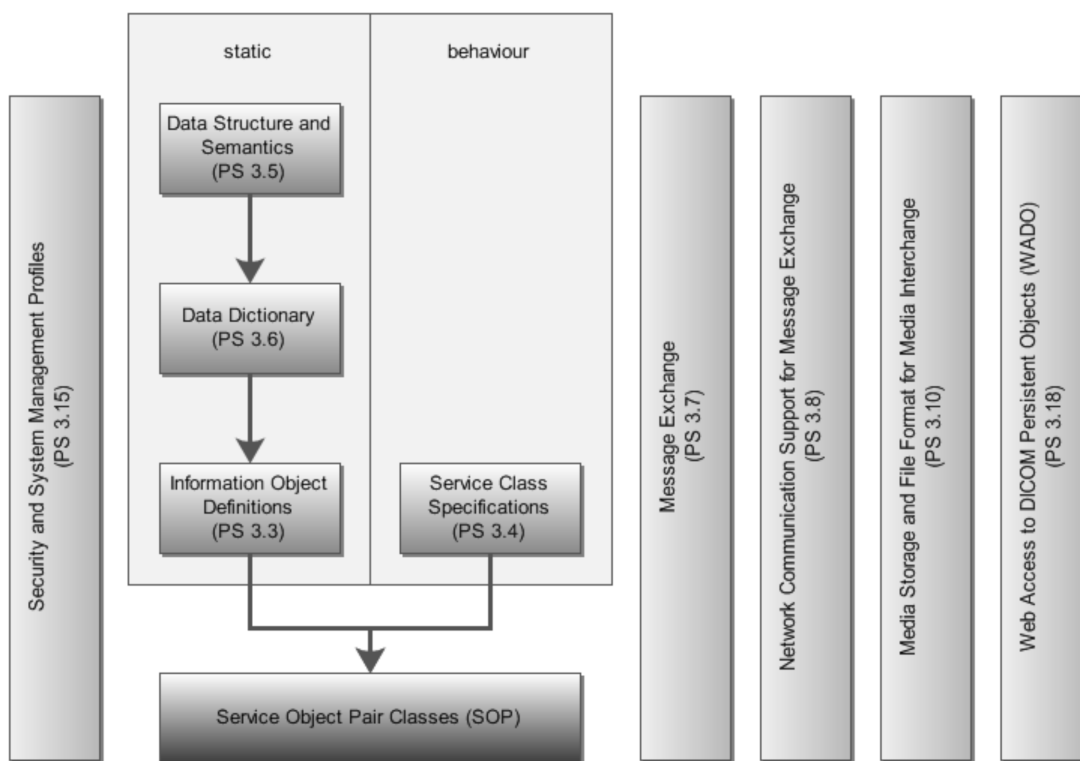 static
behaviour
Security and System Management Profiles
(PS 3.15)
Data Structure and
Semantics
(PS 3.5)
Data Dictionary
(PS 3.6)
Information Object
Definitions
(PS 3.3)
Service Class
Specifications
(PS 3.4)
Service Object Pair Classes (SOP)
Message Exchange
(PS 3.7)
Network Communication Support for Message Exchange
(PS 3.8)
Media Storage and File Format for Media Interchange
(PS 3.10)
Web Access to DICOM Persistent Objects (WADO)
(PS 3.18)